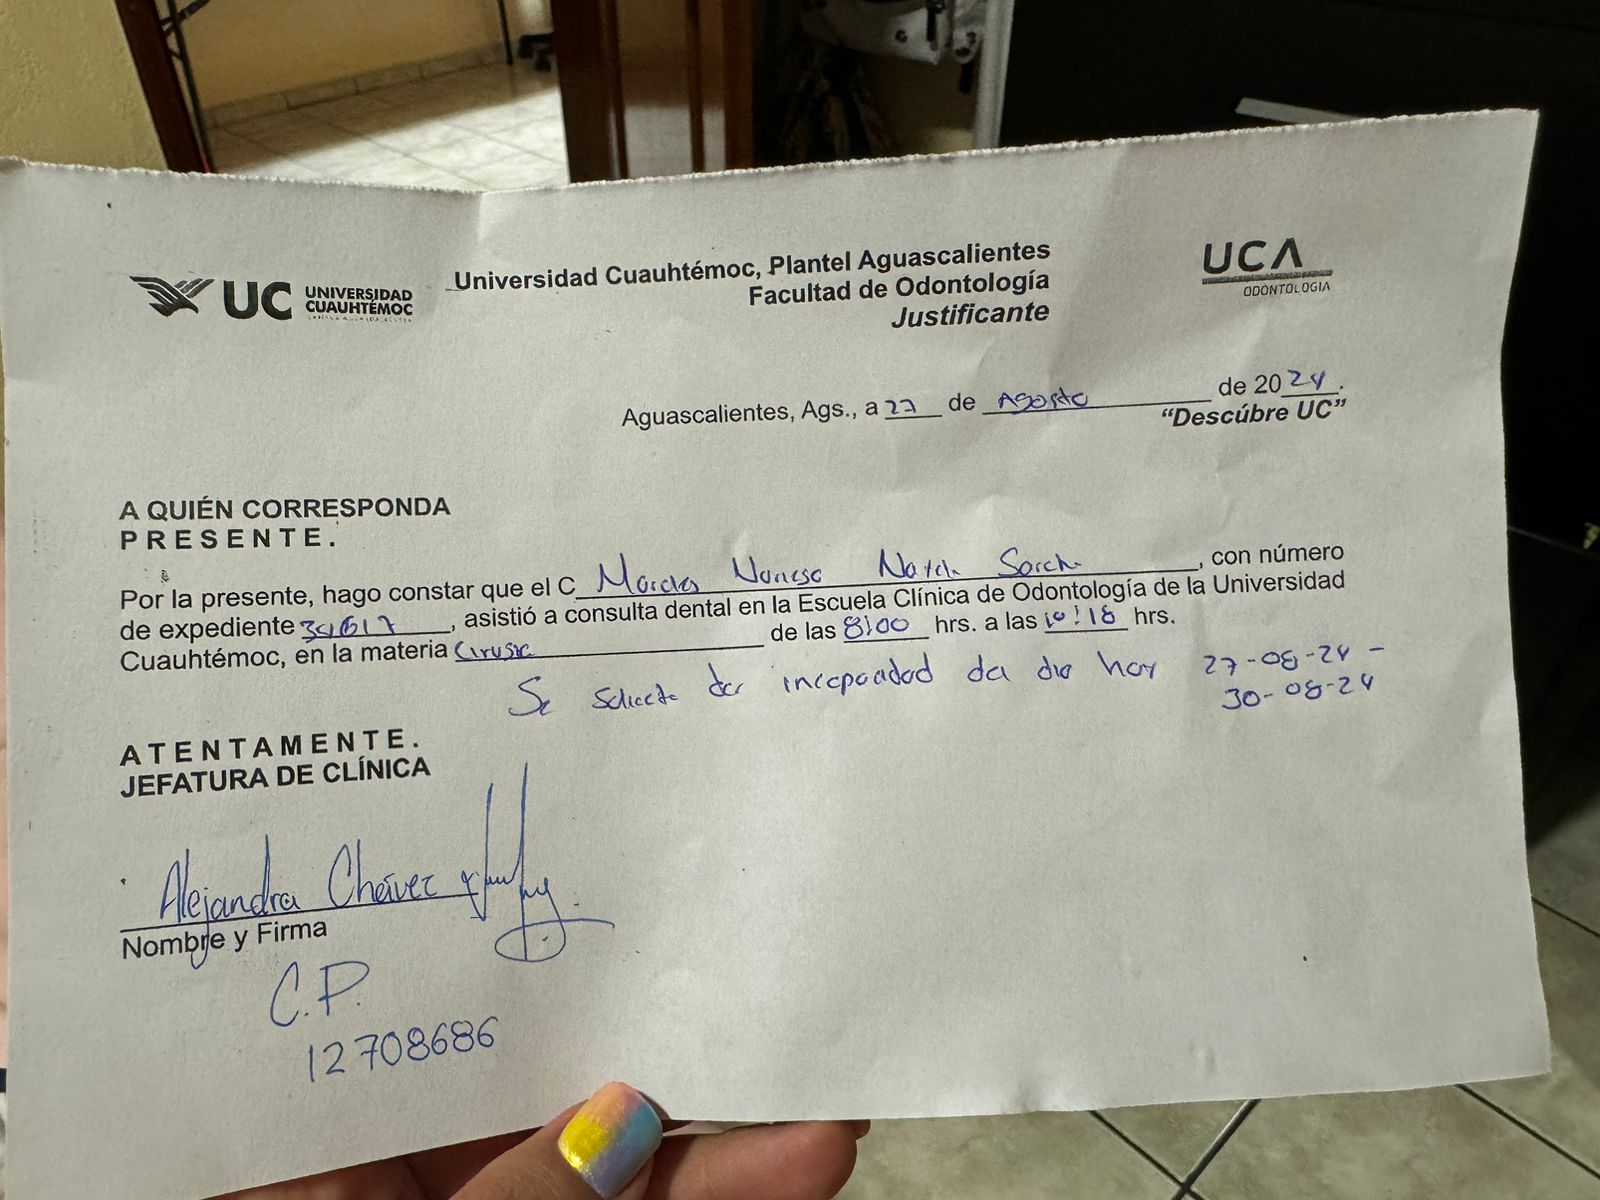 UC UNIVERSIDAD CUAUHTÉMOC
Universidad Cuauhtémoc, Plantel Aguascalientes
Facultad de Odontología
Justificante
UCA
ODONTOLOGIA
Aguascalientes, Ags., a 27 de Agosto de 2024.
“Descúbre UC”
A QUIÉN CORRESPONDA
PRESENTE.
Por la presente, hago constar que el C , con número
de expediente , asistió a consulta dental en la Escuela Clínica de Odontología de la Universidad
Cuauhtémoc, en la materia Cirugia de las 8:00 hrs. a las 10:18 hrs.
Se solicita dar incapacidad del dia hoy 27-08-24 -
30-08-24
ATENTAMENTE.
JEFATURA DE CLÍNICA
Alejandra Chávez
Nombre y Firma
C.P.
12708686